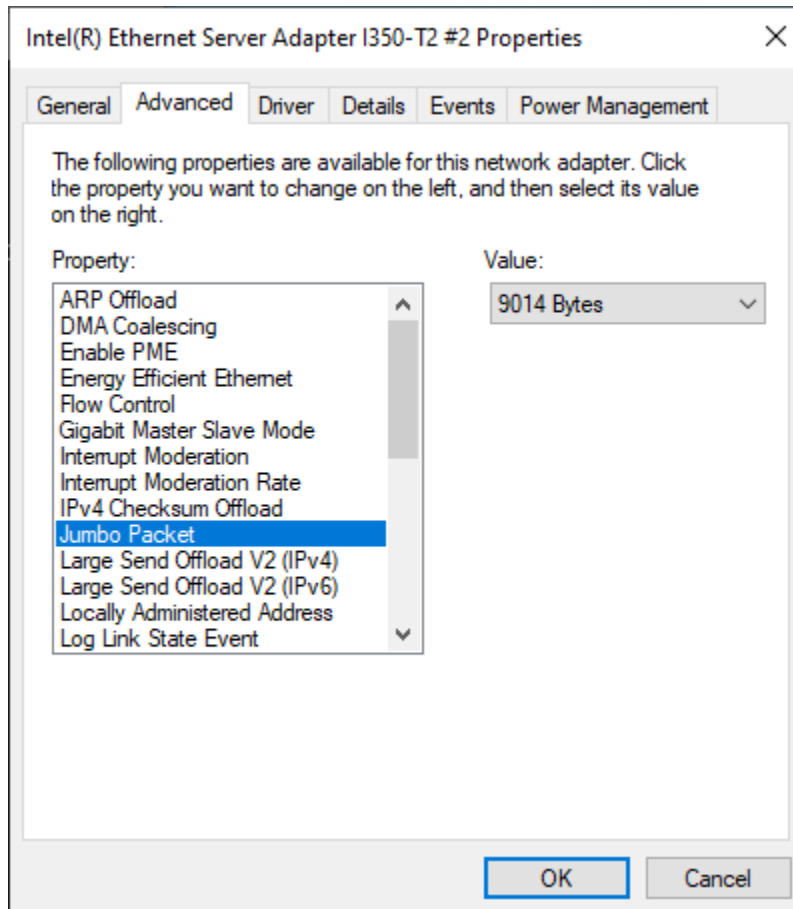 Intel(R) Ethernet Server Adapter I350-T2 #2 Properties
General Advanced Driver Details Events Power Management
The following properties are available for this network adapter. Click
the property you want to change on the left, and then select its value
on the right.
Property:
Value:
9014 Bytes
ARP Offload
DMA Coalescing
Enable PME
Energy Efficient Ethernet
Flow Control
Gigabit Master Slave Mode
Interrupt Moderation
Interrupt Moderation Rate
IPv4 Checksum Offload
Jumbo Packet
Large Send Offload V2 (IPv4)
Large Send Offload V2 (IPv6)
Locally Administered Address
Log Link State Event
OK Cancel